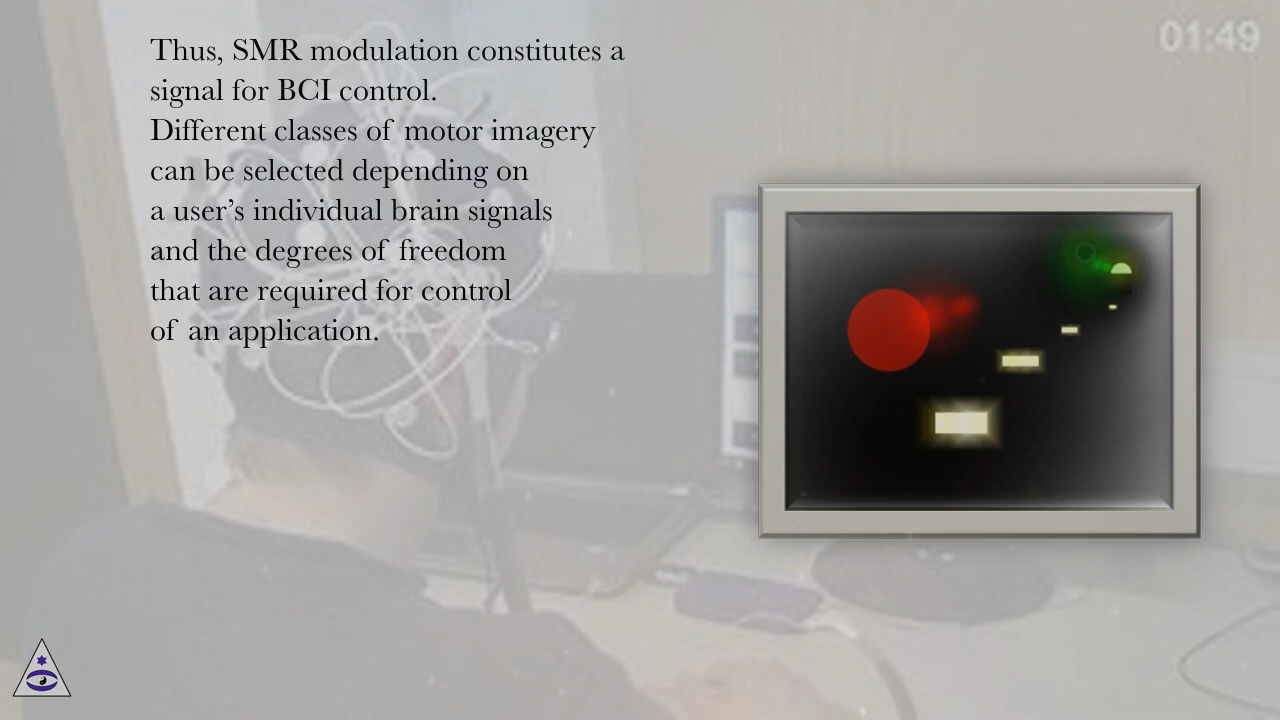 Thus, SMR modulation constitutes a
signal for BCI control.
Different classes of motor imagery
can be selected depending on
a user's individual brain signals
and the degrees of freedom
that are required for control
of an application.
01:49